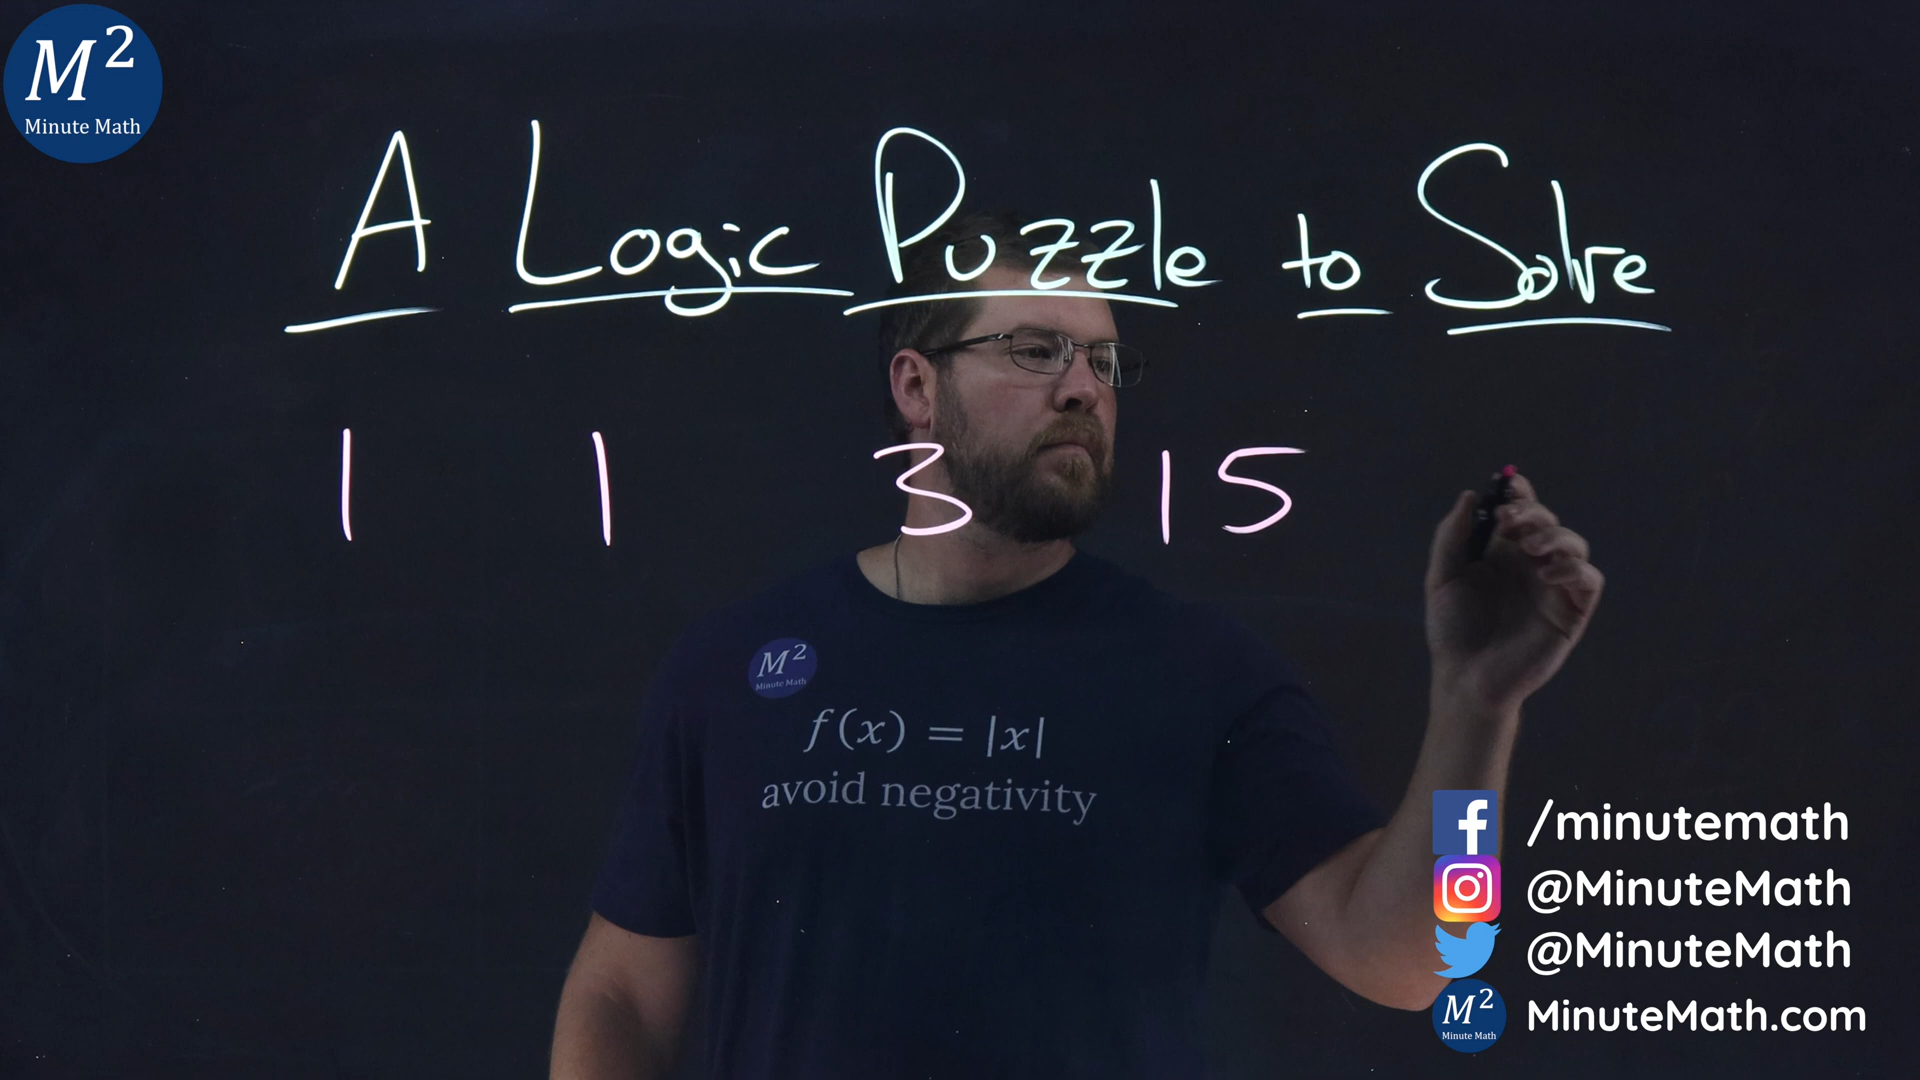 M²
Minute Math
A Logic Puzzle to Solve
1 1 3 15
M²
Minute Math
f(x) = |x|
avoid negativity
/minutemath
@MinuteMath
@MinuteMath
M²
Minute Math
MinuteMath.com